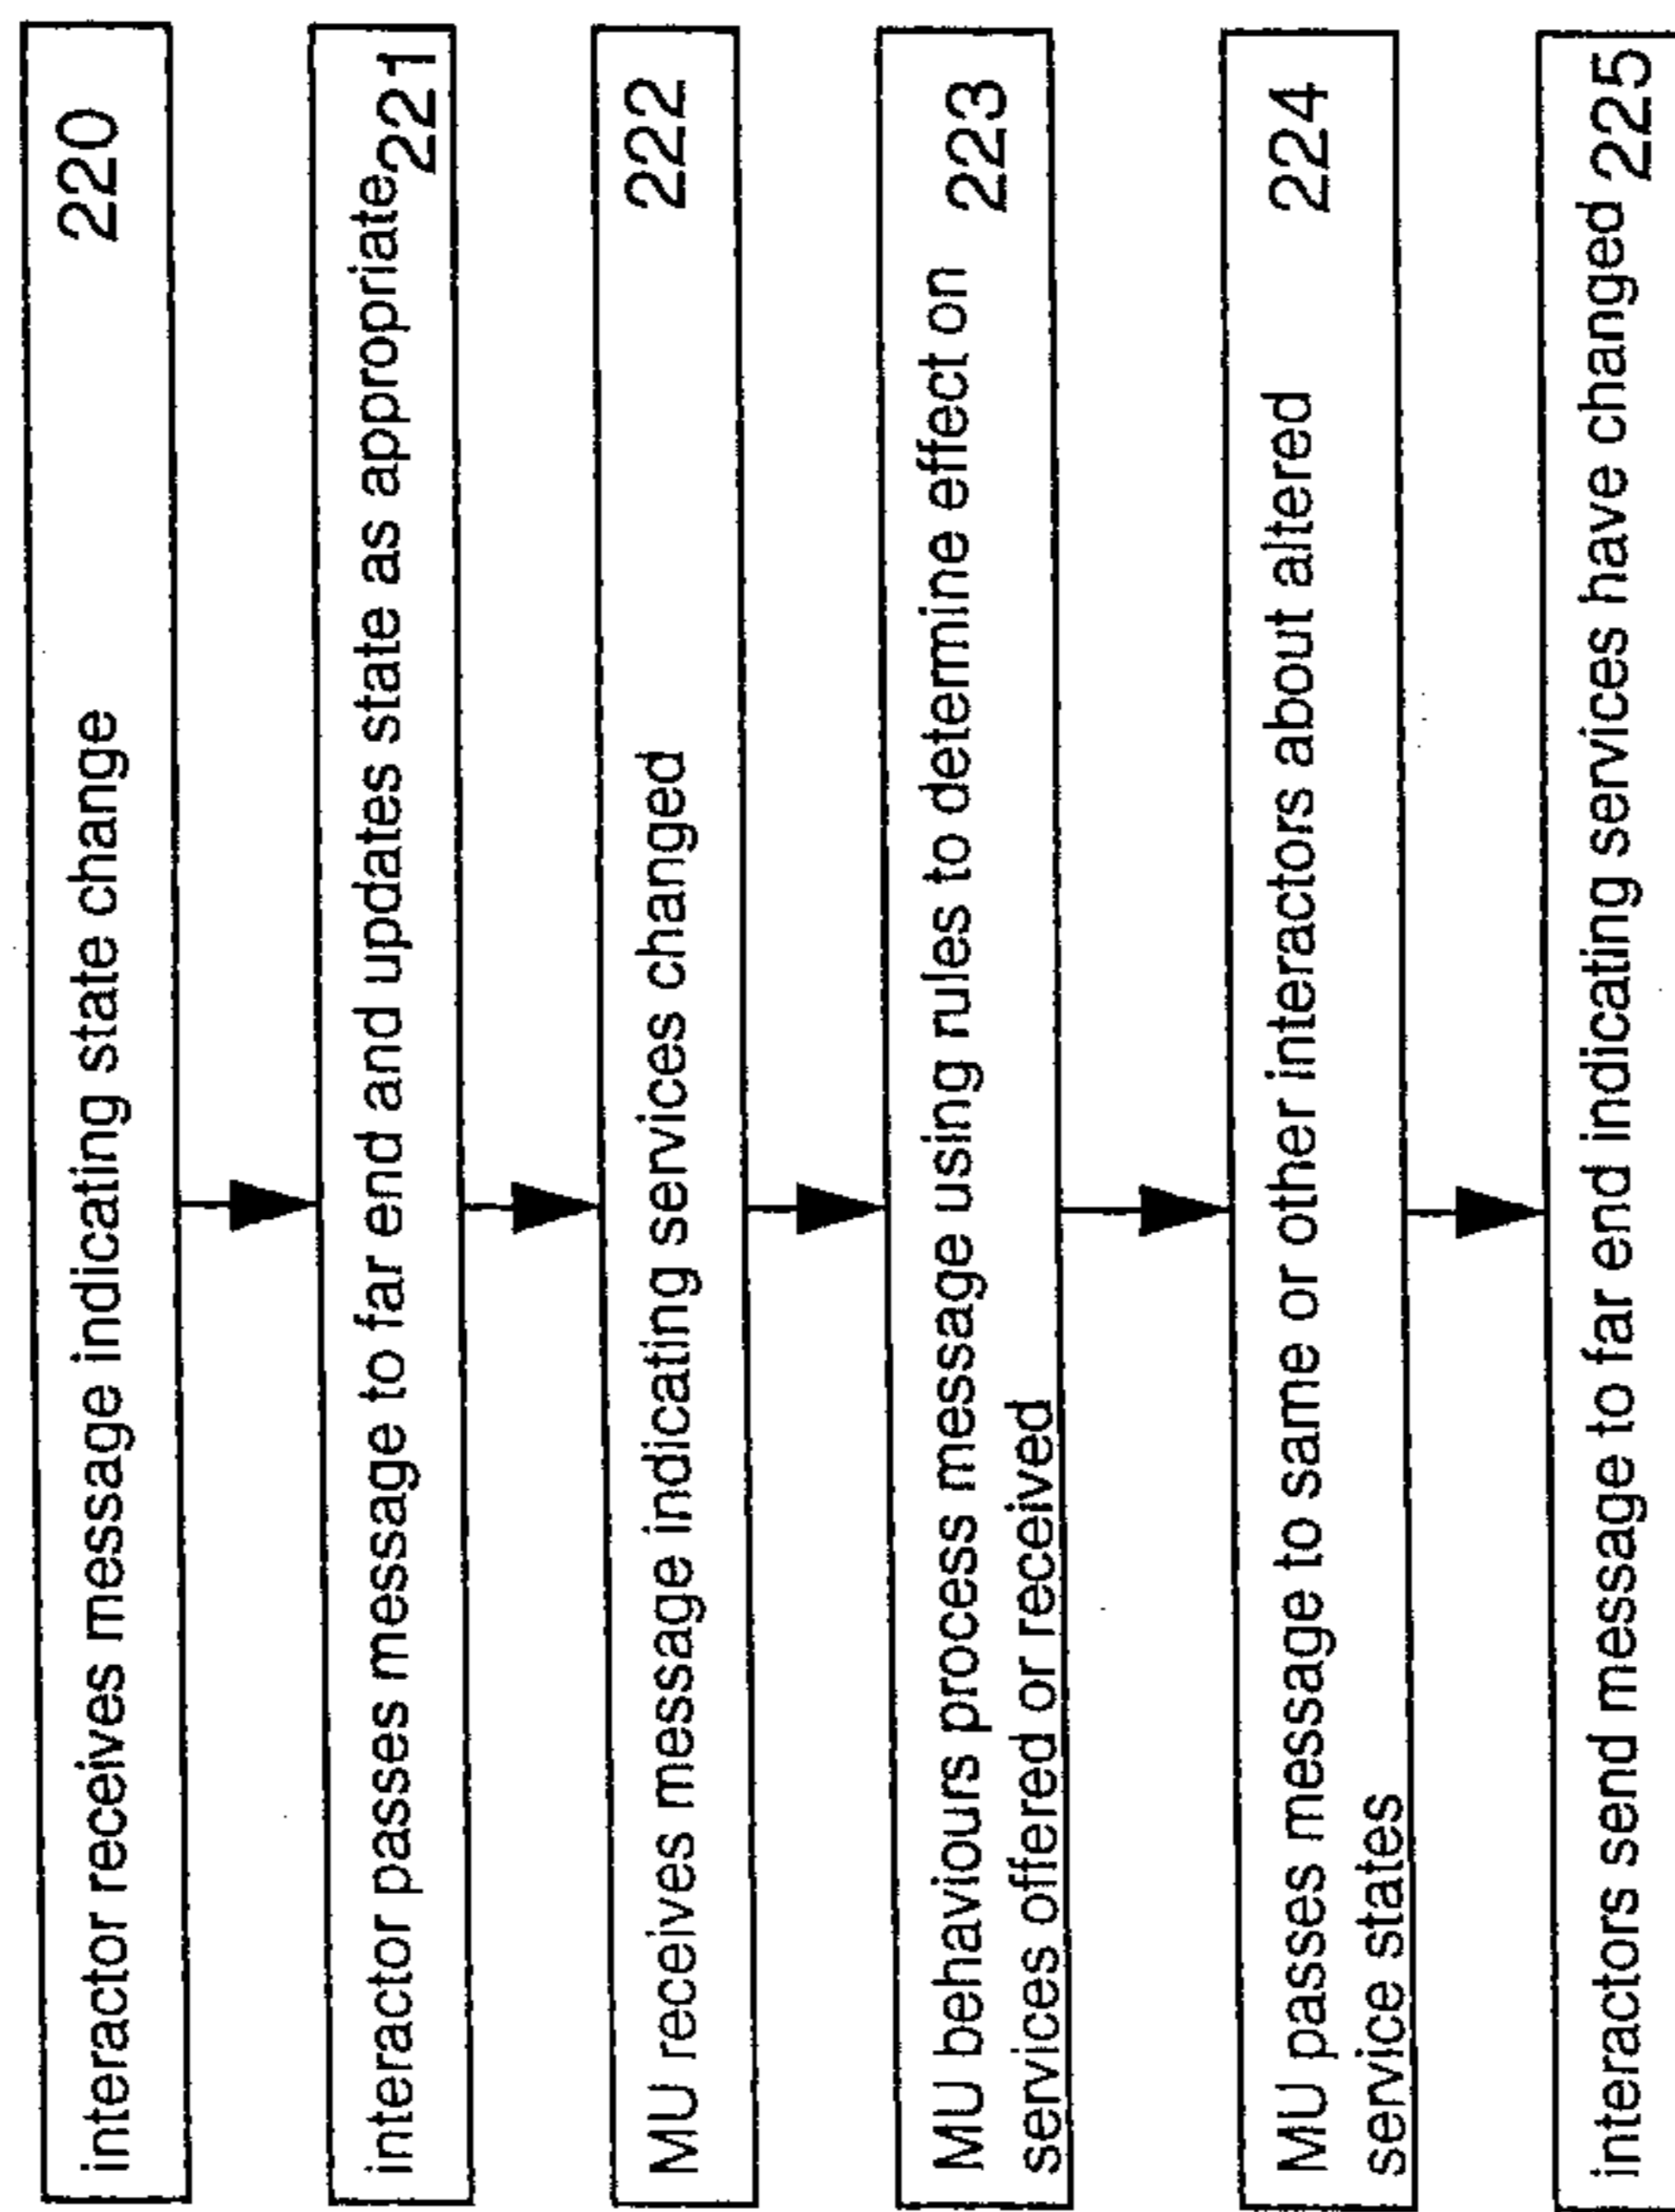 interactor receives message indicating state change 220
interactor passes message to far end and updates state as appropriate 221
MU receives message indicating services changed 222
MU behaviours process message using rules to determine effect on 223
services offered or received
MU passes message to same or other interactors about altered 224
service states
interactors send message to far end indicating services have changed 225